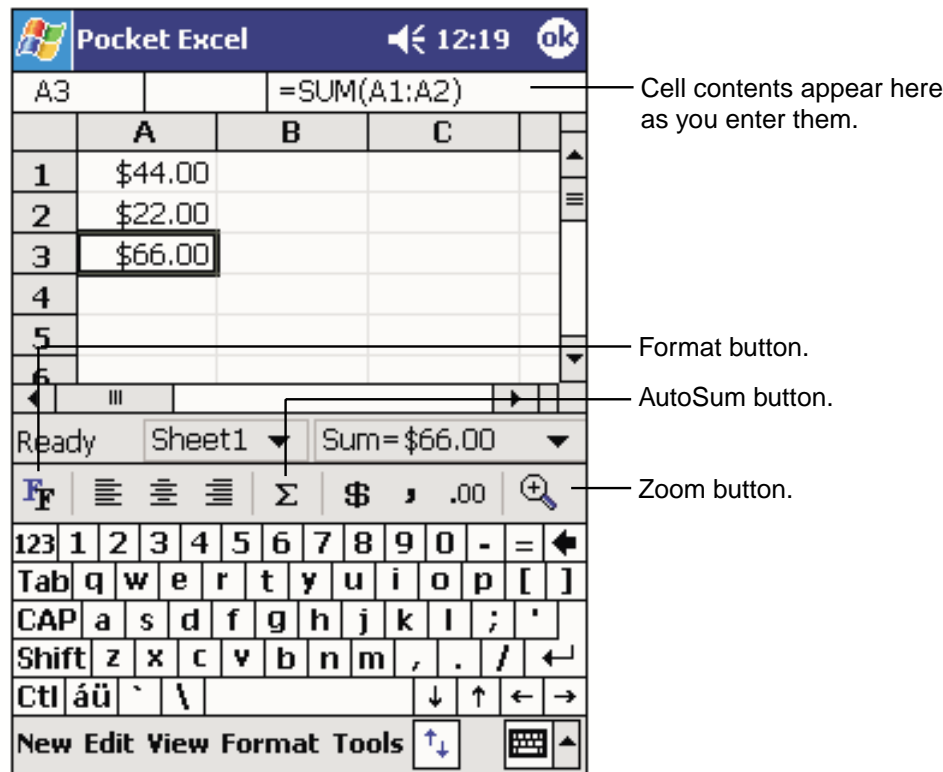 Pocket Excel 12:19 ok
A3 =SUM(A1:A2)
Cell contents appear here
as you enter them.
A B C
1 $44.00
2 $22.00
3 $66.00
4
5
6
Format button.
AutoSum button.
Ready Sheet1 Sum=$66.00
FF Σ $ , .00
Zoom button.
123 1 2 3 4 5 6 7 8 9 0 - =
Tab q w e r t y u i o p [ ]
CAP a s d f g h j k l ; '
Shift z x c v b n m , . /
Ctl áü ` \ ↓ ↑ ← →
New Edit View Format Tools